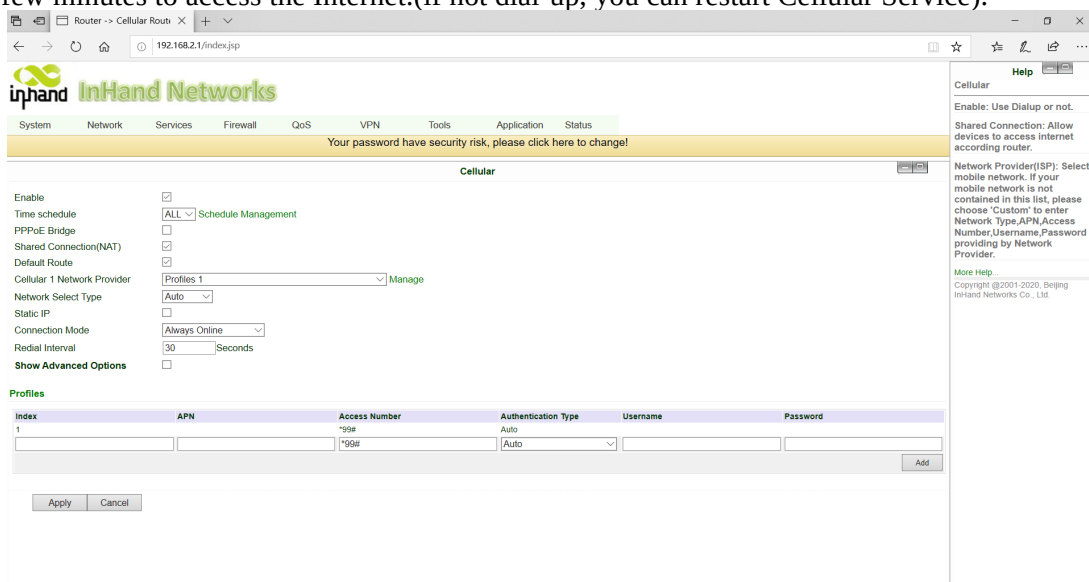 few minutes to access the Internet.(If not dial-up, you can restart Cellular Service).
Router -> Cellular Route
192.168.2.1/index.jsp
inhand InHand Networks
System Network Services Firewall QoS VPN Tools Application Status
Your password have security risk, please click here to change!
Cellular
Enable
Time schedule ALL Schedule Management
PPPoE Bridge
Shared Connection(NAT)
Default Route
Cellular 1 Network Provider Profiles 1 Manage
Network Select Type Auto
Static IP
Connection Mode Always Online
Redial Interval 30 Seconds
Show Advanced Options
Profiles
Index APN Access Number Authentication Type Username Password
1 *99# Auto
*99# Auto
Add
Apply Cancel
Help
Cellular
Enable: Use Dialup or not.
Shared Connection: Allow
devices to access internet
according router.
Network Provider(ISP): Select
mobile network. If your
mobile network is not
contained in this list, please
choose 'Custom' to enter
Network Type,APN,Access
Number,Username,Password
providing by Network
Provider.
More Help...
Copyright @2001-2020, Beijing
InHand Networks Co., Ltd.